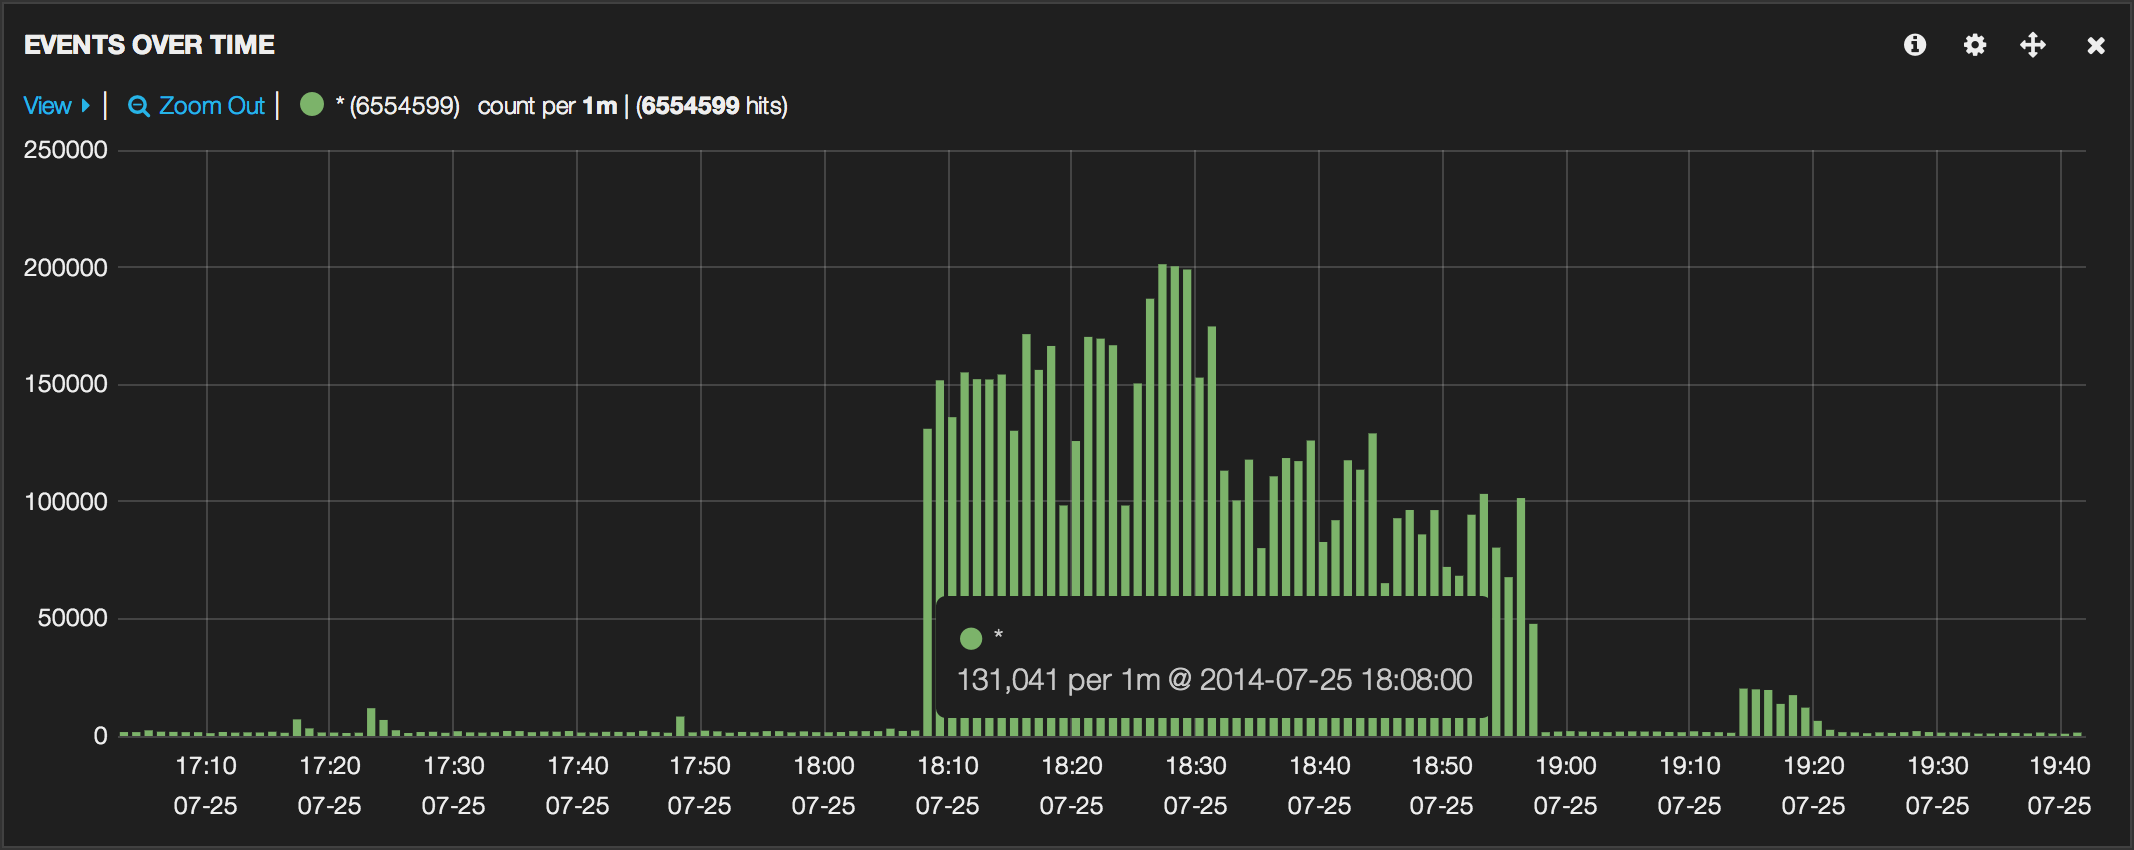 EVENTS OVER TIME
View | Zoom Out | * (6554599) count per 1m | (6554599 hits)
250000
200000
150000
100000
50000
0
*
131,041 per 1m @ 2014-07-25 18:08:00
17:10 17:20 17:30 17:40 17:50 18:00 18:10 18:20 18:30 18:40 18:50 19:00 19:10 19:20 19:30 19:40
07-25 07-25 07-25 07-25 07-25 07-25 07-25 07-25 07-25 07-25 07-25 07-25 07-25 07-25 07-25 07-25